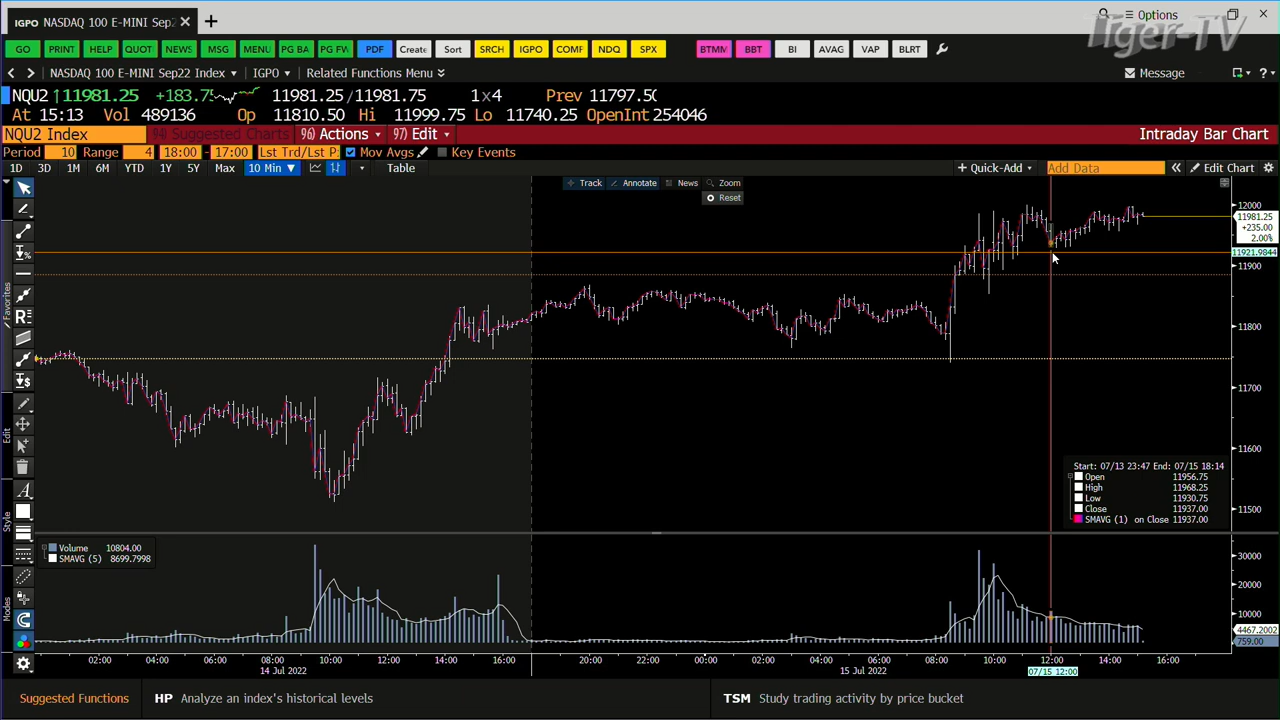 IGPO NASDAQ 100 E-MINI Sep22 × +
Options
Tiger-TV
GO PRINT HELP QUOT NEWS MSG MENU PG BA PG FW PDF Create Sort SRCH IGPO COMF NDQ SPX BTMM BBT BI AVAG VAP BLRT
NASDAQ 100 E-MINI Sep22 Index IGPO Related Functions Menu Message ?
NQU2 ↑11981.25 +183.75 11981.25/11981.75 1x4 Prev 11797.50
At 15:13 Vol 489136 Op 11810.50 Hi 11999.75 Lo 11740.25 OpenInt 254046
NQU2 Index 94) Suggested Charts 96) Actions 97) Edit Intraday Bar Chart
Period 10 Range 4 18:00 - 17:00 Lst Trd/Lst P Mov Avgs Key Events
1D 3D 1M 6M YTD 1Y 5Y Max 10 Min Table + Quick-Add Add Data « Edit Chart
Track Annotate News Zoom
Reset
12000
11981.25
+235.00
2.00%
11921.9844
11900
11800
11700
11600
11500
Favorites
Edit
Style
Modes
Start: 07/13 23:47 End: 07/15 18:14
Open 11956.75
High 11968.25
Low 11930.75
Close 11937.00
SMAVG (1) on Close 11937.00
Volume 10804.00
SMAVG (5) 8699.7998
30000
20000
10000
4467.2002
759.00
02:00 04:00 06:00 08:00 10:00 12:00 14:00 16:00 20:00 22:00 00:00 02:00 04:00 06:00 08:00 10:00 12:00 14:00 16:00
14 Jul 2022 15 Jul 2022 07/15 12:00
Suggested Functions HP Analyze an index's historical levels TSM Study trading activity by price bucket